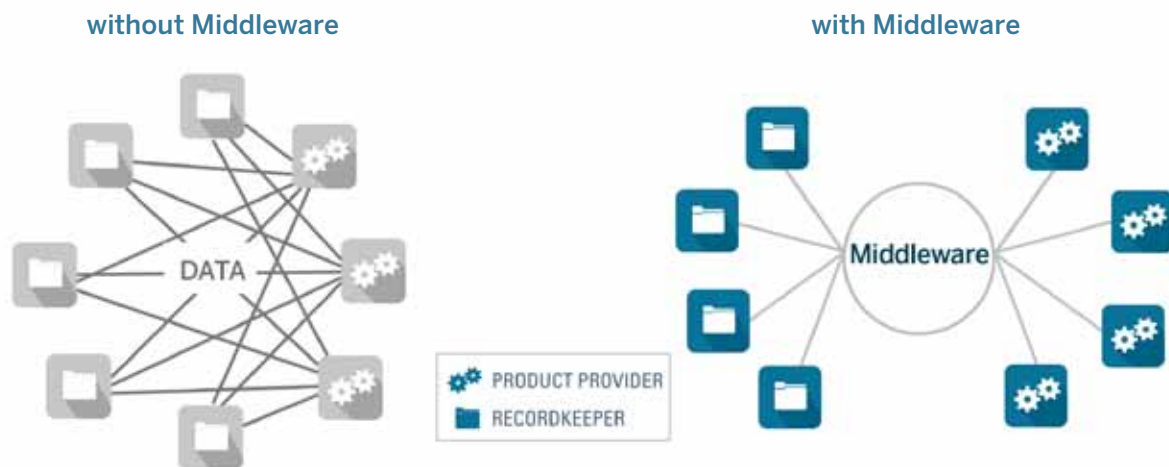 without Middleware
with Middleware
DATA
Middleware
PRODUCT PROVIDER
RECORDKEEPER